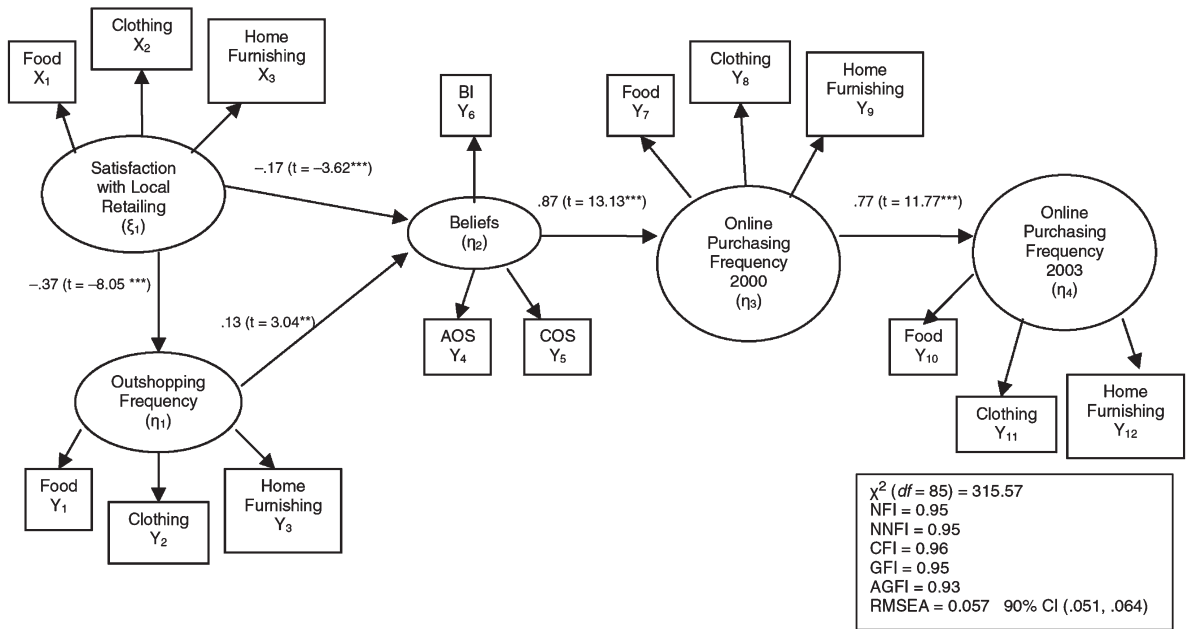 Food
X₁
Clothing
X₂
Home
Furnishing
X₃
BI
Y₆
Food
Y₇
Clothing
Y₈
Home
Furnishing
Y₉
Satisfaction
with Local
Retailing
(ξ₁)
–.17 (t = –3.62***)
Beliefs
(η₂)
.87 (t = 13.13***)
Online
Purchasing
Frequency
2000
(η₃)
.77 (t = 11.77***)
Online
Purchasing
Frequency
2003
(η₄)
–.37 (t = –8.05 ***)
.13 (t = 3.04**)
AOS
Y₄
COS
Y₅
Food
Y₁₀
Clothing
Y₁₁
Home
Furnishing
Y₁₂
Outshopping
Frequency
(η₁)
Food
Y₁
Clothing
Y₂
Home
Furnishing
Y₃
χ² (df = 85) = 315.57
NFI = 0.95
NNFI = 0.95
CFI = 0.96
GFI = 0.95
AGFI = 0.93
RMSEA = 0.057 90% CI (.051, .064)